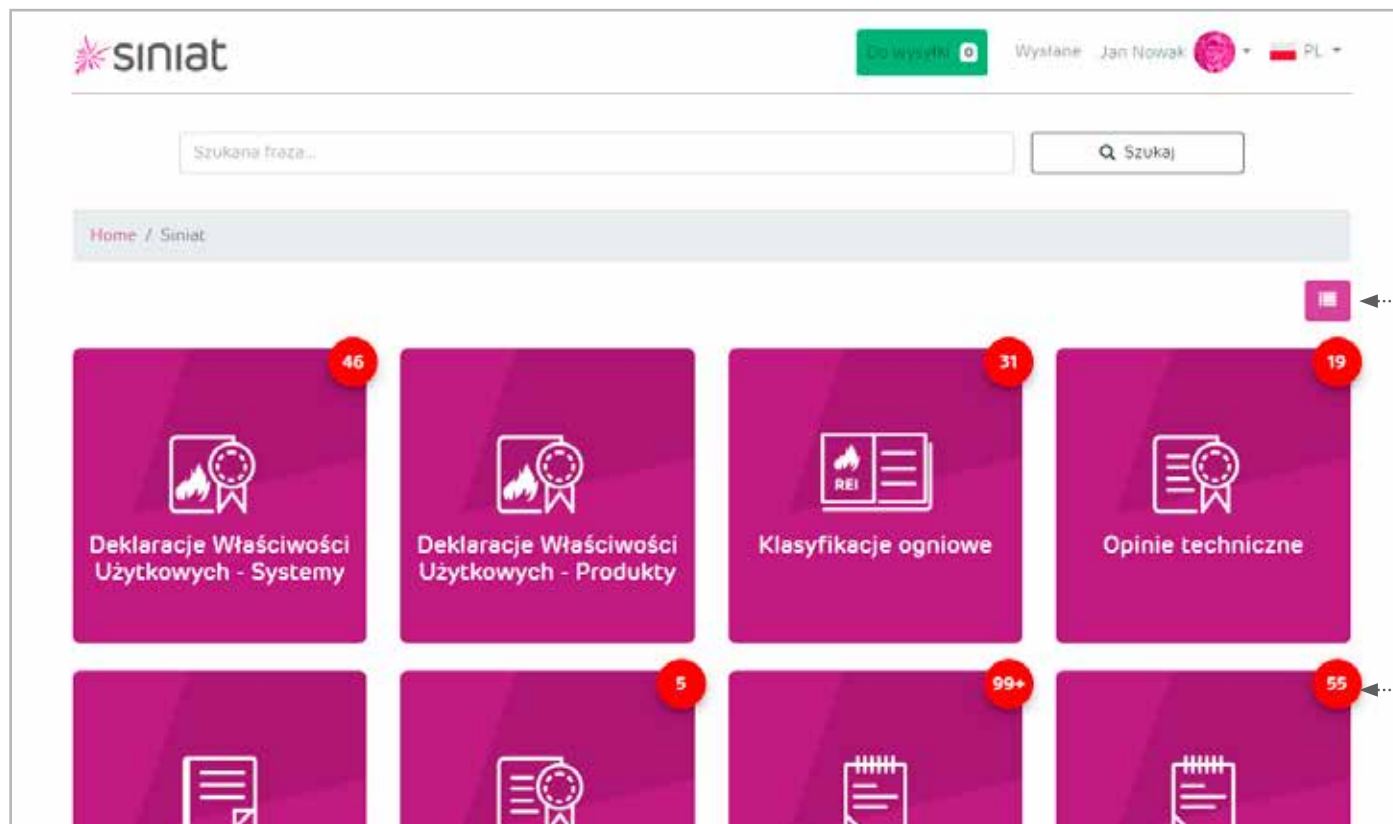 siniat
Do wysyłki 0 Wysłane Jan Nowak PL
Szukana fraza... Szukaj
Home / Siniat
46
31
19
REI
Deklaracje Właściwości
Użytkowych - Systemy
Deklaracje Właściwości
Użytkowych - Produkty
Klasyfikacje ogniowe
Opinie techniczne
5
99+
55